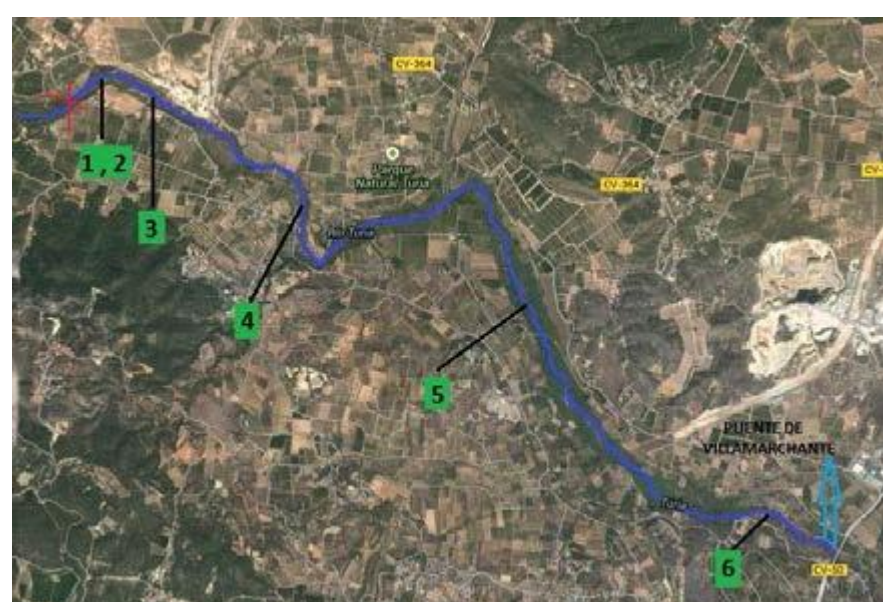 CV-364
1 , 2
Parque
Natural Turia
CV-364
CV-
3
Río Turia
4
5
PUENTE DE
VILLAMARCHANTE
Turia
6
CV-50